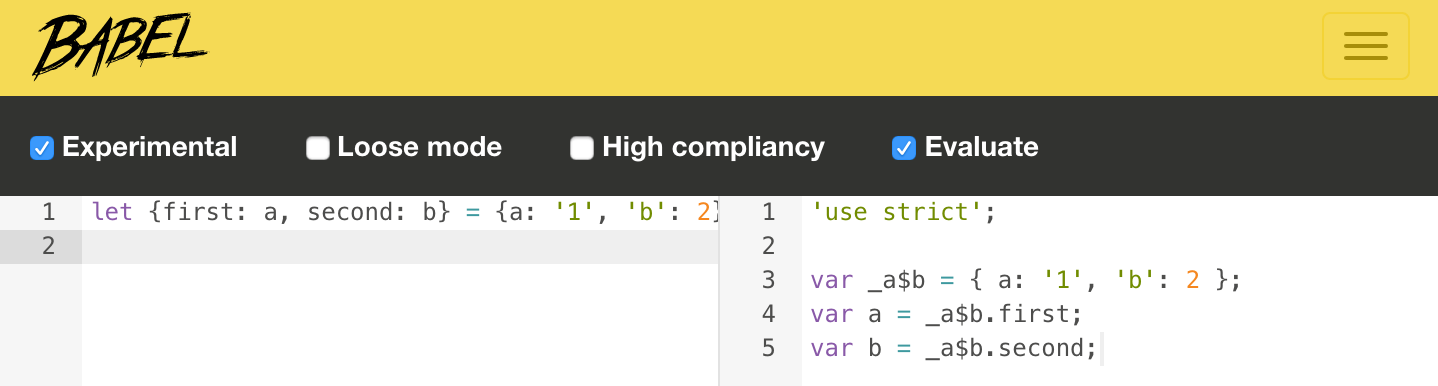 BABEL
Experimental Loose mode High compliancy Evaluate
1 let {first: a, second: b} = {a: '1', 'b': 2}
2
1 'use strict';
2
3 var _a$b = { a: '1', 'b': 2 };
4 var a = _a$b.first;
5 var b = _a$b.second;